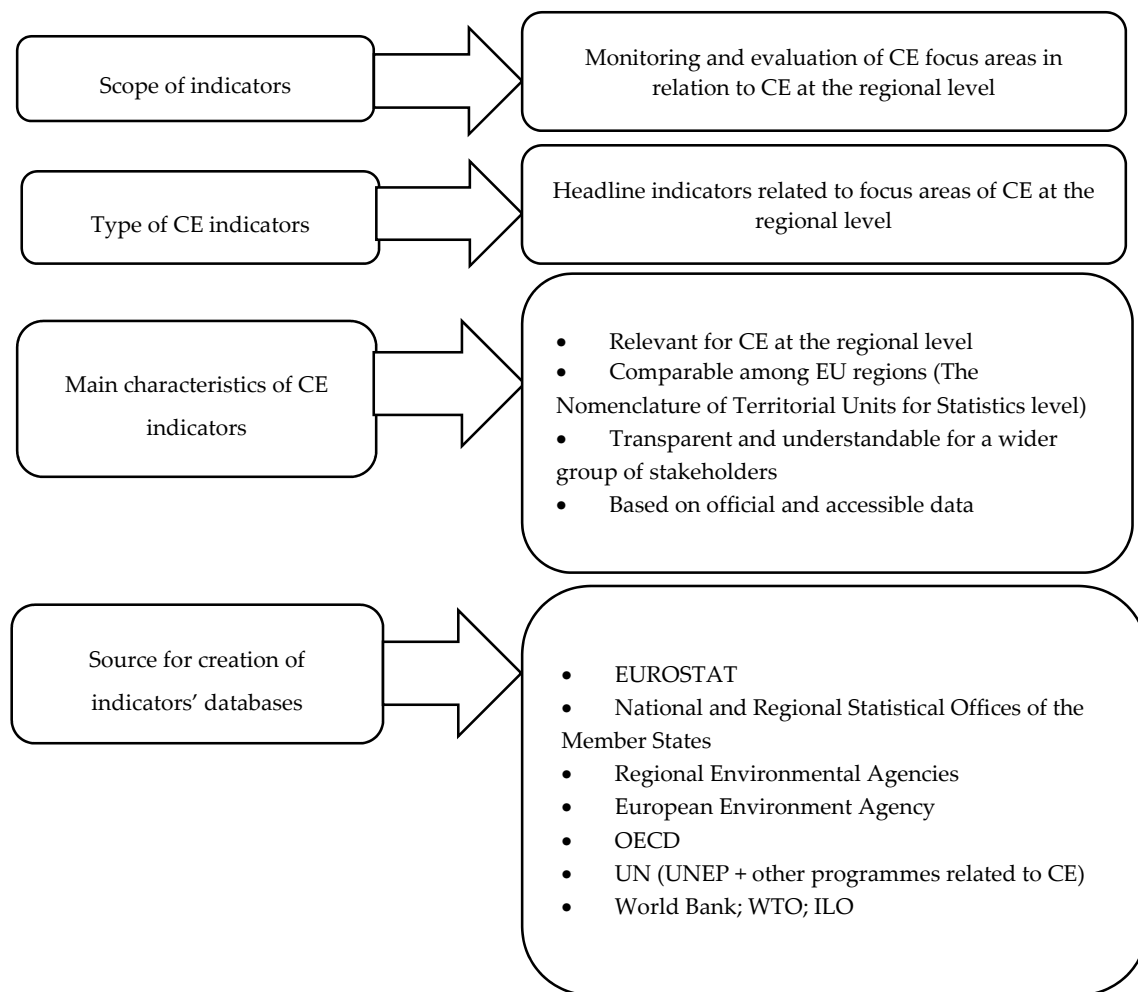 Scope of indicators
Monitoring and evaluation of CE focus areas in
relation to CE at the regional level
Type of CE indicators
Headline indicators related to focus areas of CE at the
regional level
Main characteristics of CE
indicators
• Relevant for CE at the regional level
• Comparable among EU regions (The
Nomenclature of Territorial Units for Statistics level)
• Transparent and understandable for a wider
group of stakeholders
• Based on official and accessible data
Source for creation of
indicators’ databases
• EUROSTAT
• National and Regional Statistical Offices of the
Member States
• Regional Environmental Agencies
• European Environment Agency
• OECD
• UN (UNEP + other programmes related to CE)
• World Bank; WTO; ILO